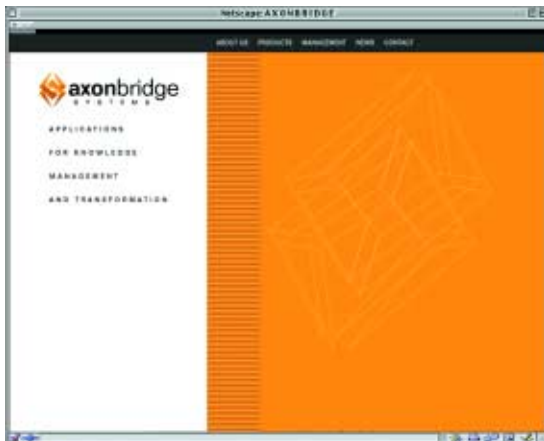 Netscape: AXONBRIDGE
ABOUT US PRODUCTS MANAGEMENT NEWS CONTACT
axonbridge
SYSTEMS
APPLICATIONS
FOR KNOWLEDGE
MANAGEMENT
AND TRANSFORMATION